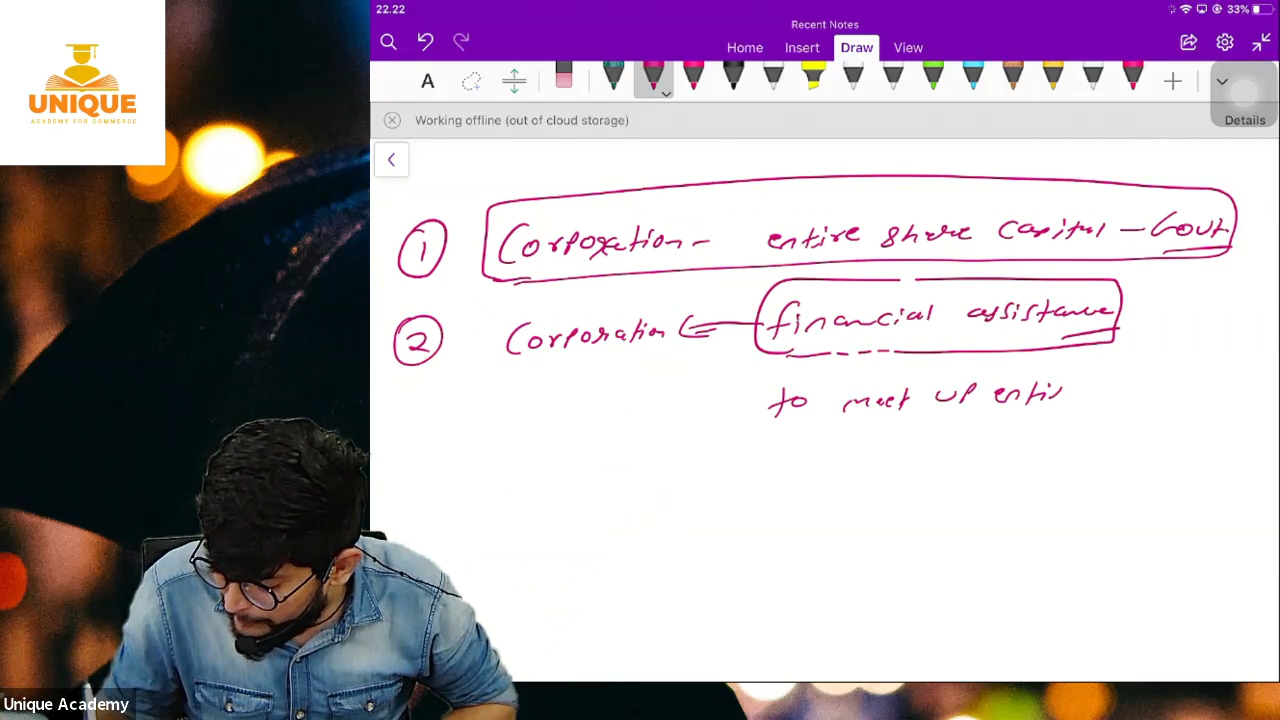 22.22
33%
Recent Notes
Home Insert Draw View
A
Working offline (out of cloud storage)
Details
UNIQUE
ACADEMY FOR COMMERCE
① Corporation - entire share capital - Govt.
② Corporation financial assistance
to meet up entir
Unique Academy